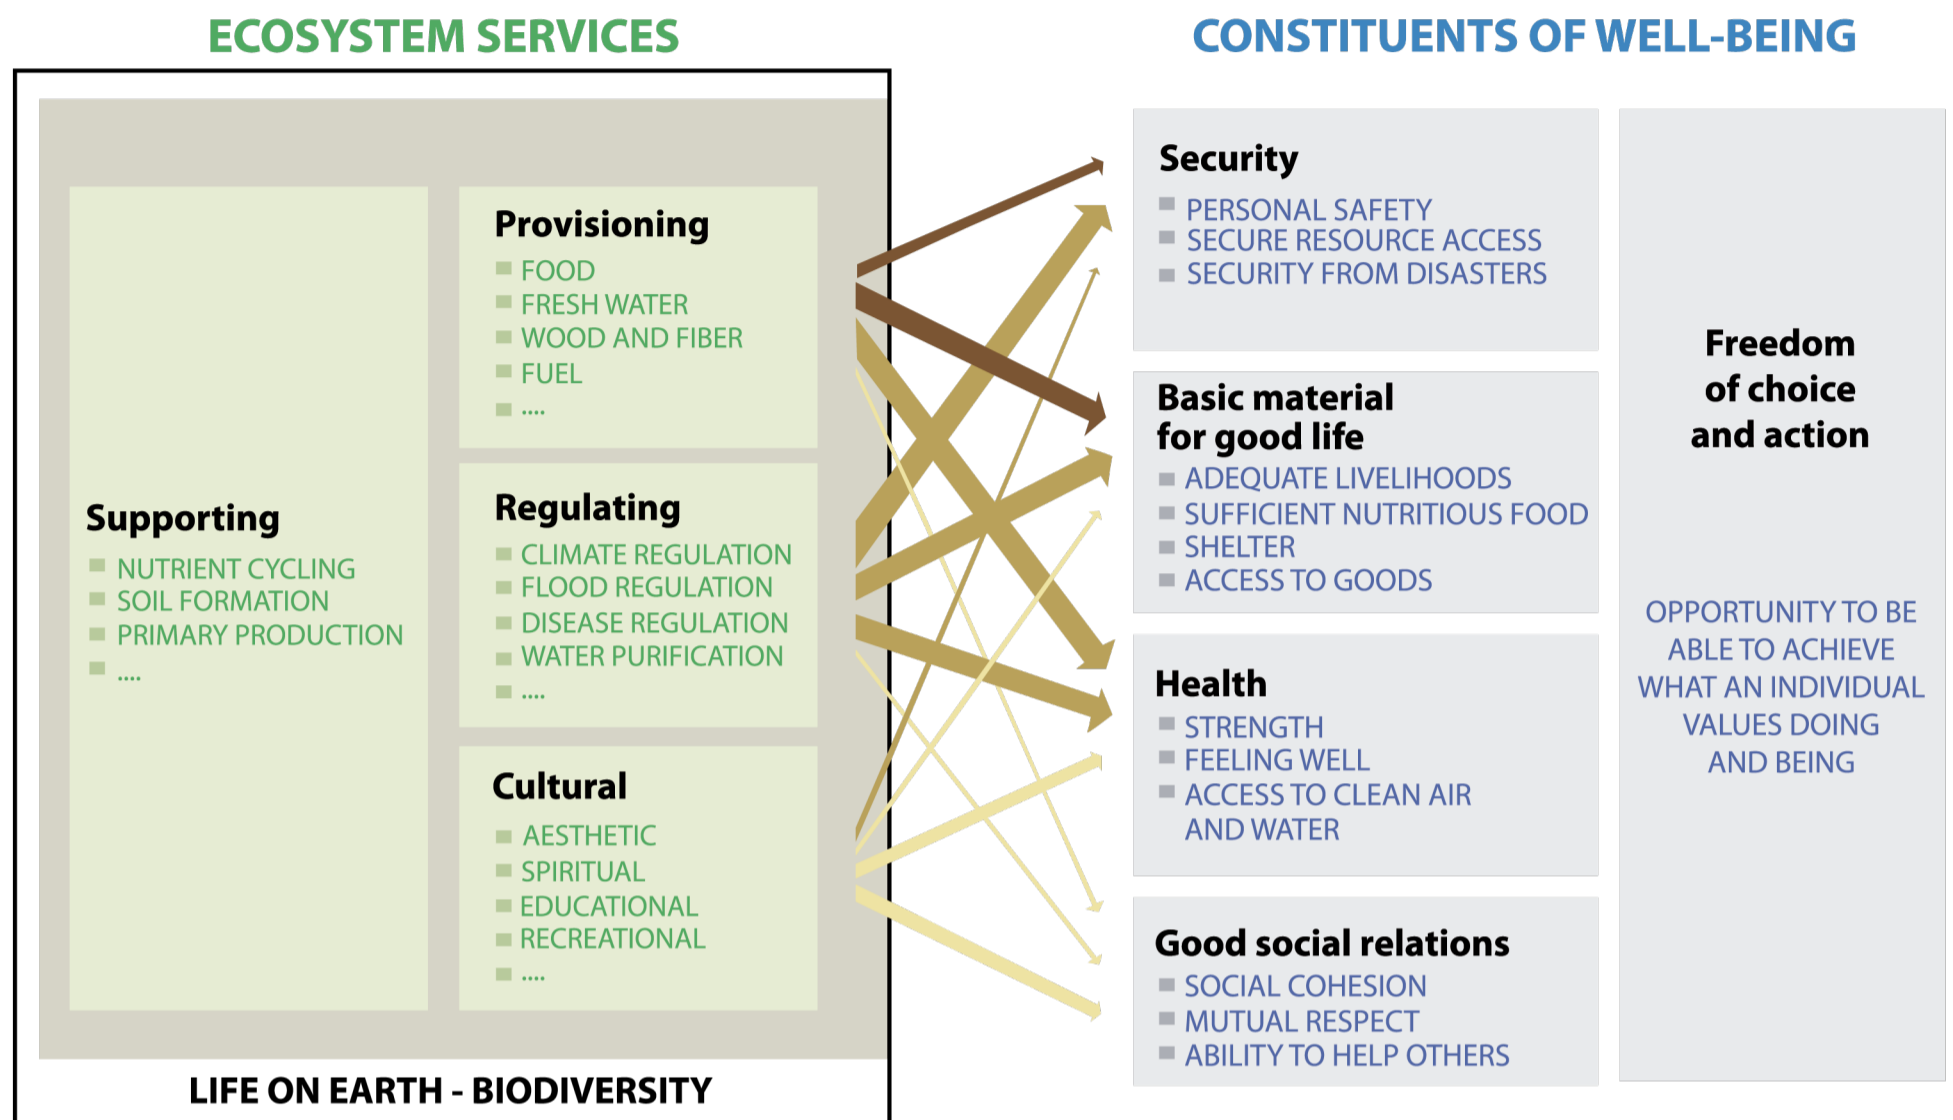 ECOSYSTEM SERVICES
Supporting
NUTRIENT CYCLING
SOIL FORMATION
PRIMARY PRODUCTION
....
Provisioning
FOOD
FRESH WATER
WOOD AND FIBER
FUEL
....
Regulating
CLIMATE REGULATION
FLOOD REGULATION
DISEASE REGULATION
WATER PURIFICATION
....
Cultural
AESTHETIC
SPIRITUAL
EDUCATIONAL
RECREATIONAL
....
LIFE ON EARTH - BIODIVERSITY
CONSTITUENTS OF WELL-BEING
Security
PERSONAL SAFETY
SECURE RESOURCE ACCESS
SECURITY FROM DISASTERS
Basic material
for good life
ADEQUATE LIVELIHOODS
SUFFICIENT NUTRITIOUS FOOD
SHELTER
ACCESS TO GOODS
Health
STRENGTH
FEELING WELL
ACCESS TO CLEAN AIR
AND WATER
Good social relations
SOCIAL COHESION
MUTUAL RESPECT
ABILITY TO HELP OTHERS
Freedom
of choice
and action
OPPORTUNITY TO BE
ABLE TO ACHIEVE
WHAT AN INDIVIDUAL
VALUES DOING
AND BEING